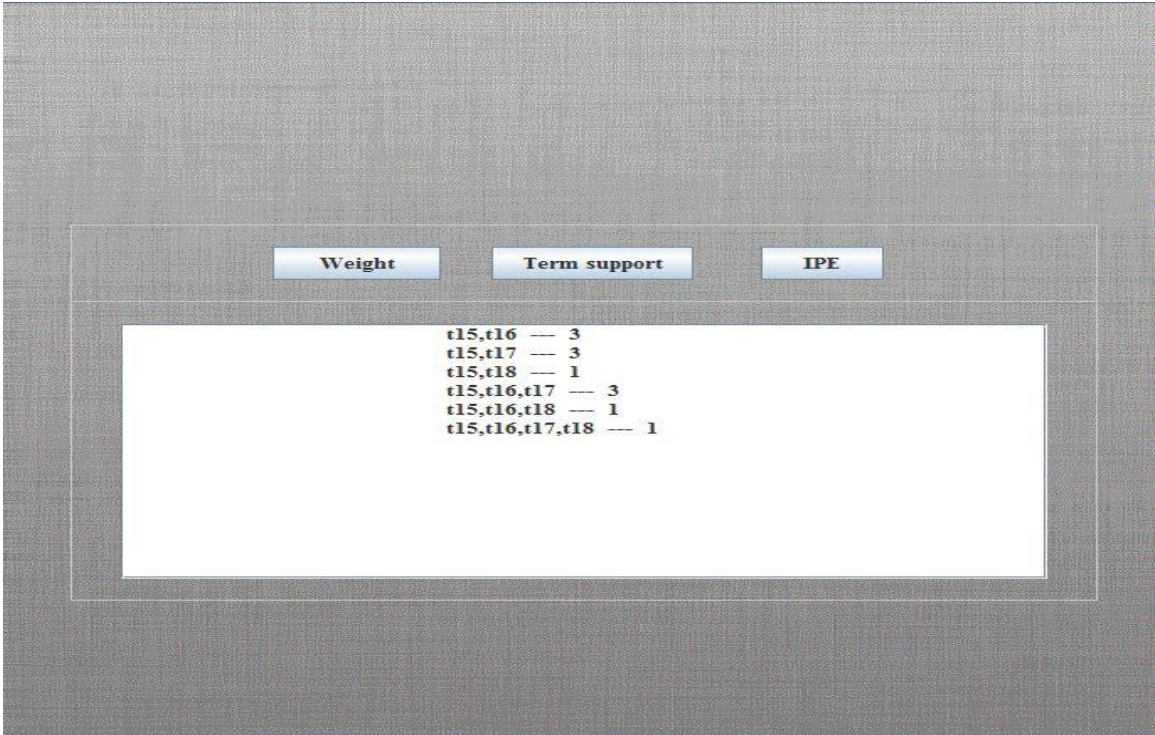 Weight Term support IPE
t15,t16 --- 3
t15,t17 --- 3
t15,t18 --- 1
t15,t16,t17 --- 3
t15,t16,t18 --- 1
t15,t16,t17,t18 --- 1